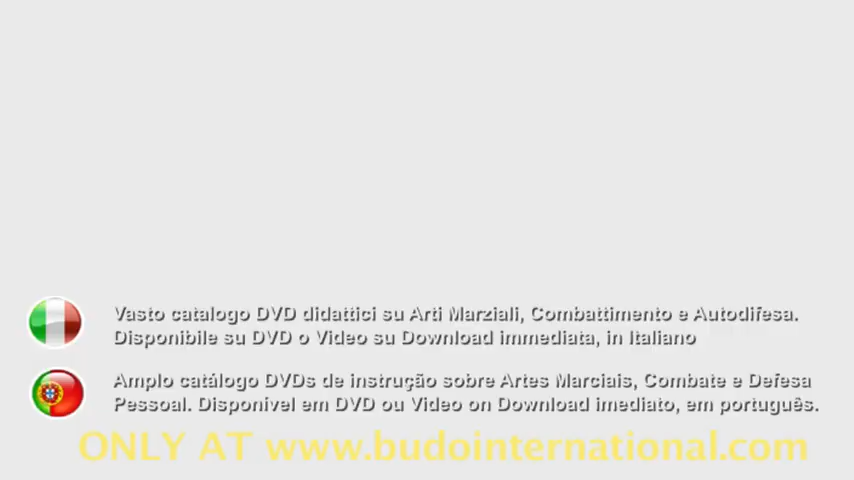 Vasto catalogo DVD didattici su Arti Marziali, Combattimento e Autodifesa.
Disponibile su DVD o Video su Download immediata, in Italiano
Amplo catálogo DVDs de instrução sobre Artes Marciais, Combate e Defesa
Pessoal. Disponivel em DVD ou Video on Download imediato, em português.
ONLY AT www.budointernational.com